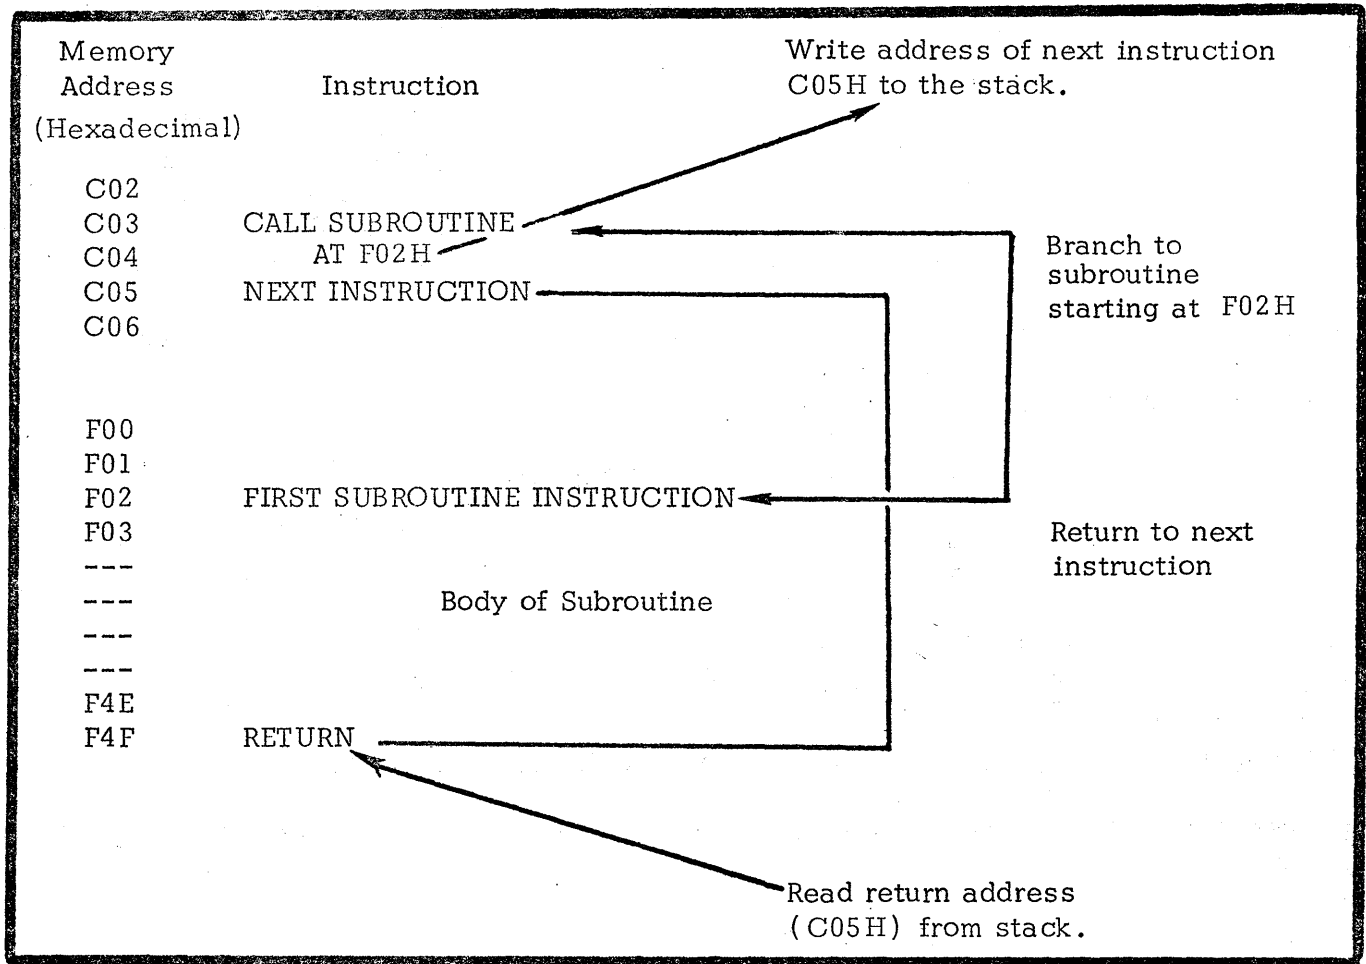 Memory
Address
(Hexadecimal)
Instruction
Write address of next instruction
C05H to the stack.
C02
C03 CALL SUBROUTINE
C04 AT F02H
C05 NEXT INSTRUCTION
C06
Branch to
subroutine
starting at F02H
F00
F01
F02 FIRST SUBROUTINE INSTRUCTION
F03
Return to next
instruction
---
--- Body of Subroutine
---
---
F4E
F4F RETURN
Read return address
(C05H) from stack.